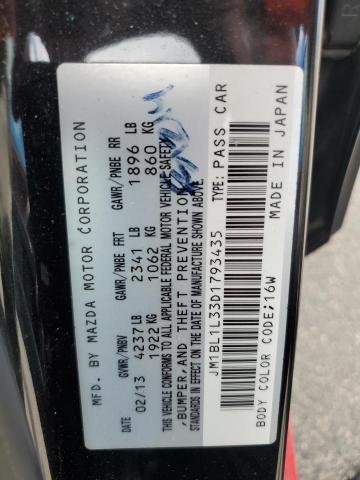 MFD. BY MAZDA MOTOR CORPORATION
GVWR/PNBV GAWR/PNBE FRT GAWR/PNBE RR
02/13 4237 LB 2341 LB 1896 LB
1922 KG 1062 KG 860 KG
THIS VEHICLE CONFORMS TO ALL APPLICABLE FEDERAL MOTOR VEHICLE SAFETY
,BUMPER,AND THEFT PREVENTION
STANDARDS IN EFFECT ON THE DATE OF MANUFACTURE SHOWN ABOVE
JM1BL1L33D1793435 TYPE: PASS CAR
BODY COLOR CODE;16W MADE IN JAPAN